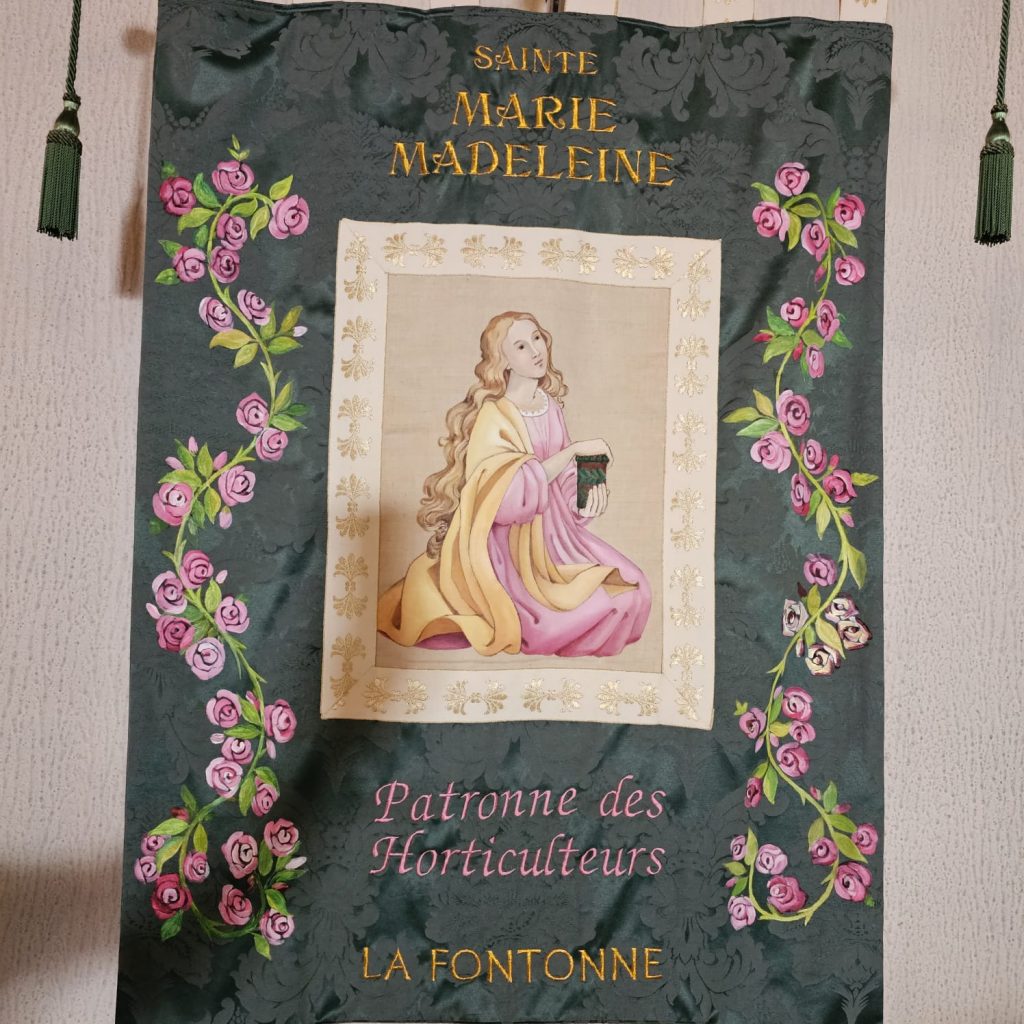 SAINTE
MARIE
MADELEINE
Patronne des
Horticulteurs
LA FONTONNE